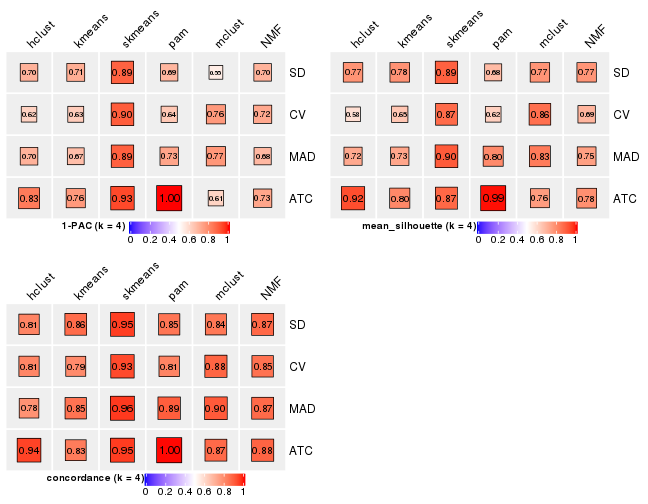 hclust kmeans skmeans pam mclust NMF
0.70 0.71 0.89 0.69 0.55 0.70 SD
0.62 0.63 0.90 0.64 0.76 0.72 CV
0.70 0.67 0.89 0.73 0.77 0.68 MAD
0.83 0.76 0.93 1.00 0.61 0.73 ATC
1-PAC (k = 4)
0 0.2 0.4 0.6 0.8 1
hclust kmeans skmeans pam mclust NMF
0.77 0.78 0.89 0.68 0.77 0.77 SD
0.58 0.65 0.87 0.62 0.86 0.69 CV
0.72 0.73 0.90 0.80 0.83 0.75 MAD
0.92 0.80 0.87 0.99 0.76 0.78 ATC
mean_silhouette (k = 4)
0 0.2 0.4 0.6 0.8 1
hclust kmeans skmeans pam mclust NMF
0.81 0.86 0.95 0.85 0.84 0.87 SD
0.81 0.79 0.93 0.81 0.88 0.85 CV
0.78 0.85 0.96 0.89 0.90 0.87 MAD
0.94 0.83 0.95 1.00 0.87 0.88 ATC
concordance (k = 4)
0 0.2 0.4 0.6 0.8 1